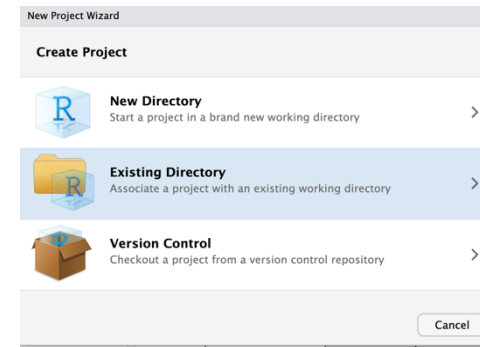 New Project Wizard
Create Project
R
New Directory
Start a project in a brand new working directory
R
Existing Directory
Associate a project with an existing working directory
R
Version Control
Checkout a project from a version control repository
Cancel